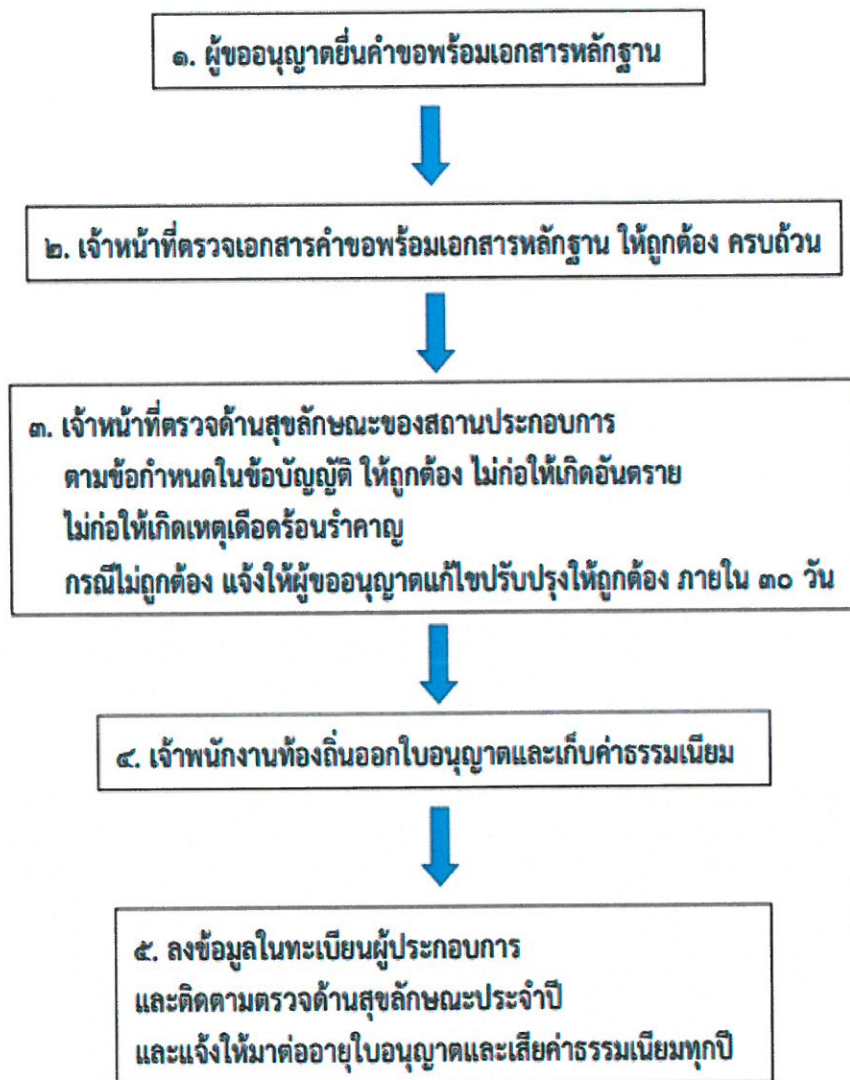 ๑. ผู้ขออนุญาตยื่นคำขอพร้อมเอกสารหลักฐาน
๒. เจ้าหน้าที่ตรวจเอกสารคำขอพร้อมเอกสารหลักฐาน ให้ถูกต้อง ครบถ้วน
๓. เจ้าหน้าที่ตรวจด้านสุขลักษณะของสถานประกอบการ
ตามข้อกำหนดในข้อบัญญัติ ให้ถูกต้อง ไม่ก่อให้เกิดอันตราย
ไม่ก่อให้เกิดเหตุเดือดร้อนรำคาญ
กรณีไม่ถูกต้อง แจ้งให้ผู้ขออนุญาตแก้ไขปรับปรุงให้ถูกต้อง ภายใน ๓๐ วัน
๔. เจ้าพนักงานท้องถิ่นออกใบอนุญาตและเก็บค่าธรรมเนียม
๕. ลงข้อมูลในทะเบียนผู้ประกอบการ
และติดตามตรวจด้านสุขลักษณะประจำปี
และแจ้งให้มาต่ออายุใบอนุญาตและเสียค่าธรรมเนียมทุกปี